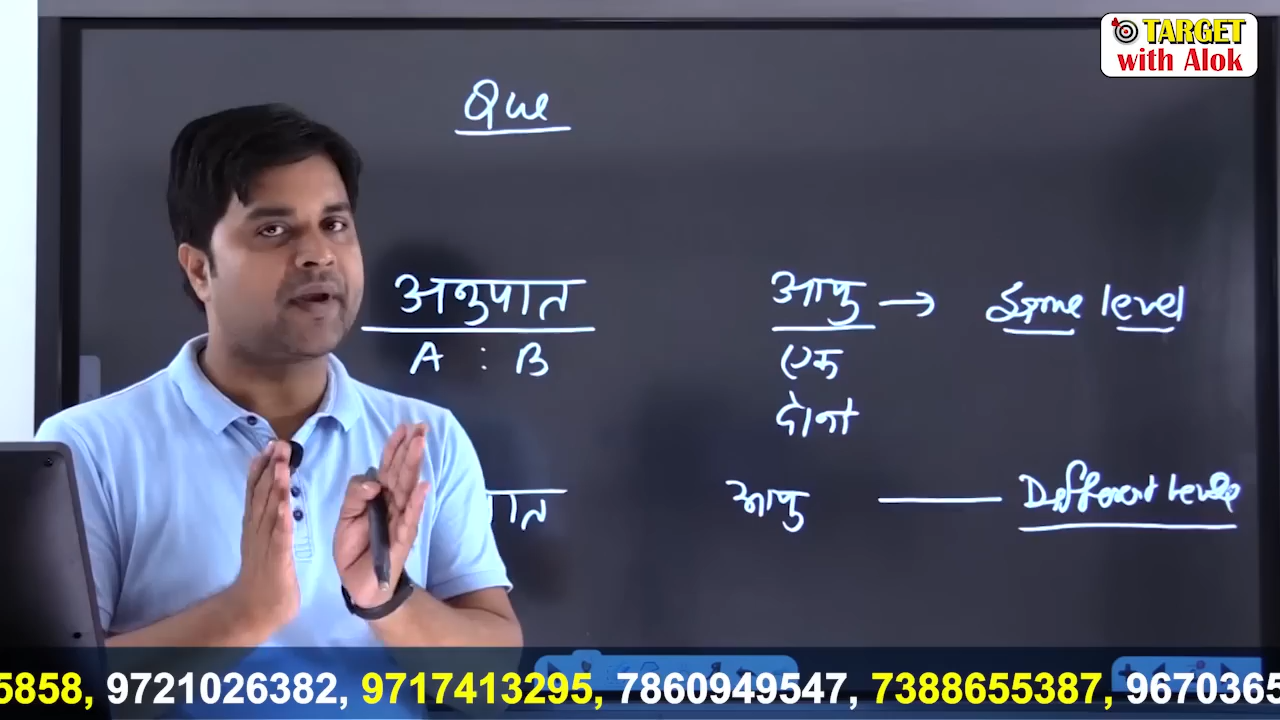 TARGET
with Alok
Que
अनुपात
आयु → Same level
A : B
एक
दोनो
पात
आयु — Different levels
5858, 9721026382, 9717413295, 7860949547, 7388655387, 9670365